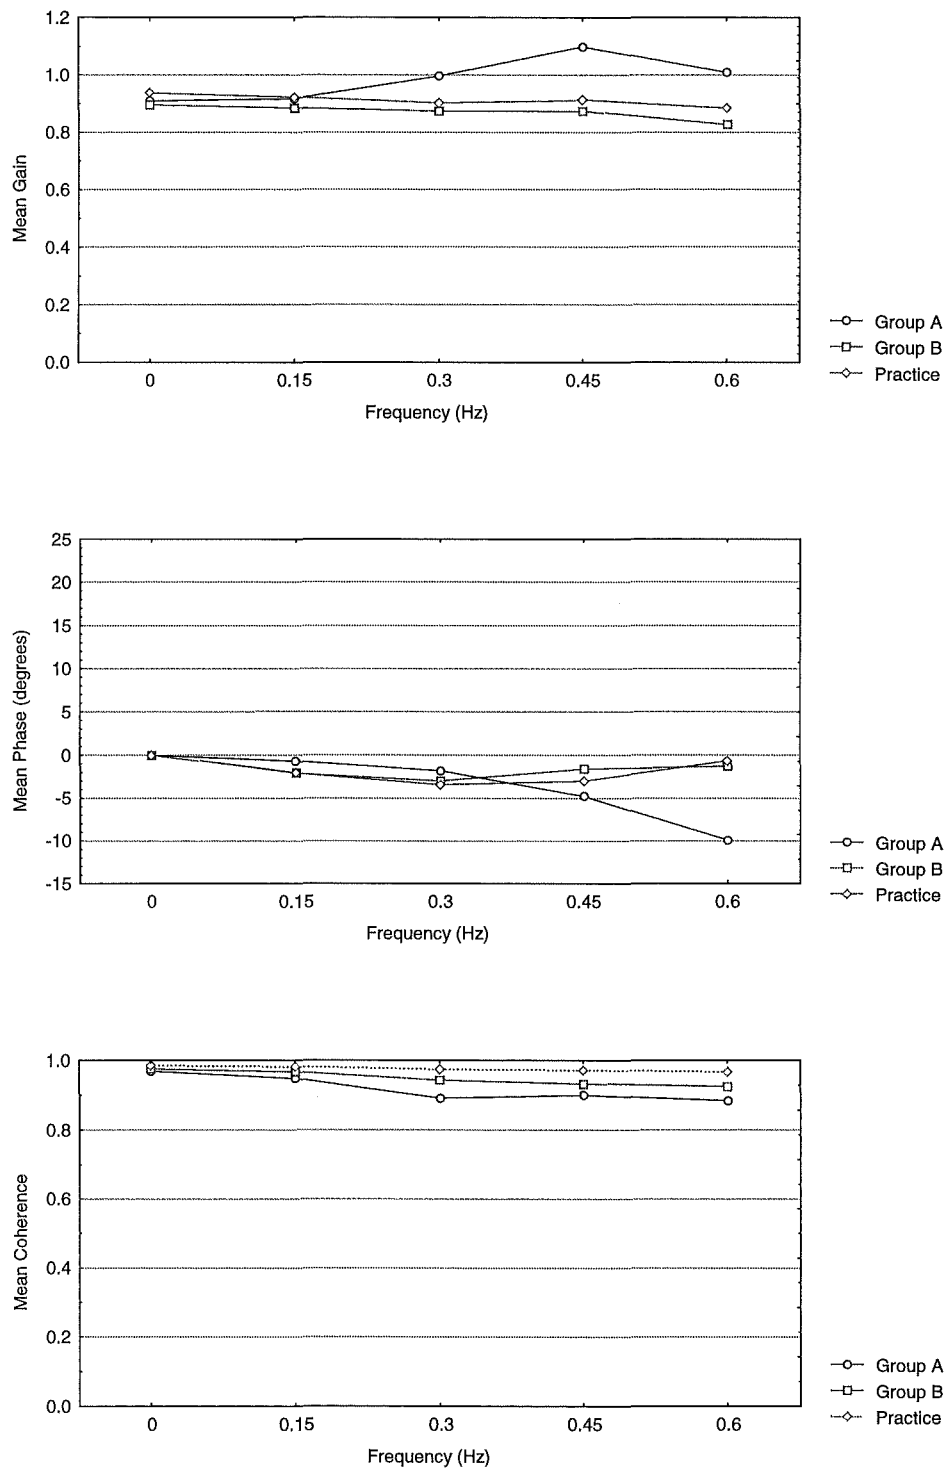 1.2
1.0
0.8
0.6
0.4
0.2
0.0
Mean Gain
0 0.15 0.3 0.45 0.6
Frequency (Hz)
Group A
Group B
Practice
25
20
15
10
5
0
-5
-10
-15
Mean Phase (degrees)
0 0.15 0.3 0.45 0.6
Frequency (Hz)
Group A
Group B
Practice
1.0
0.8
0.6
0.4
0.2
0.0
Mean Coherence
0 0.15 0.3 0.45 0.6
Frequency (Hz)
Group A
Group B
Practice